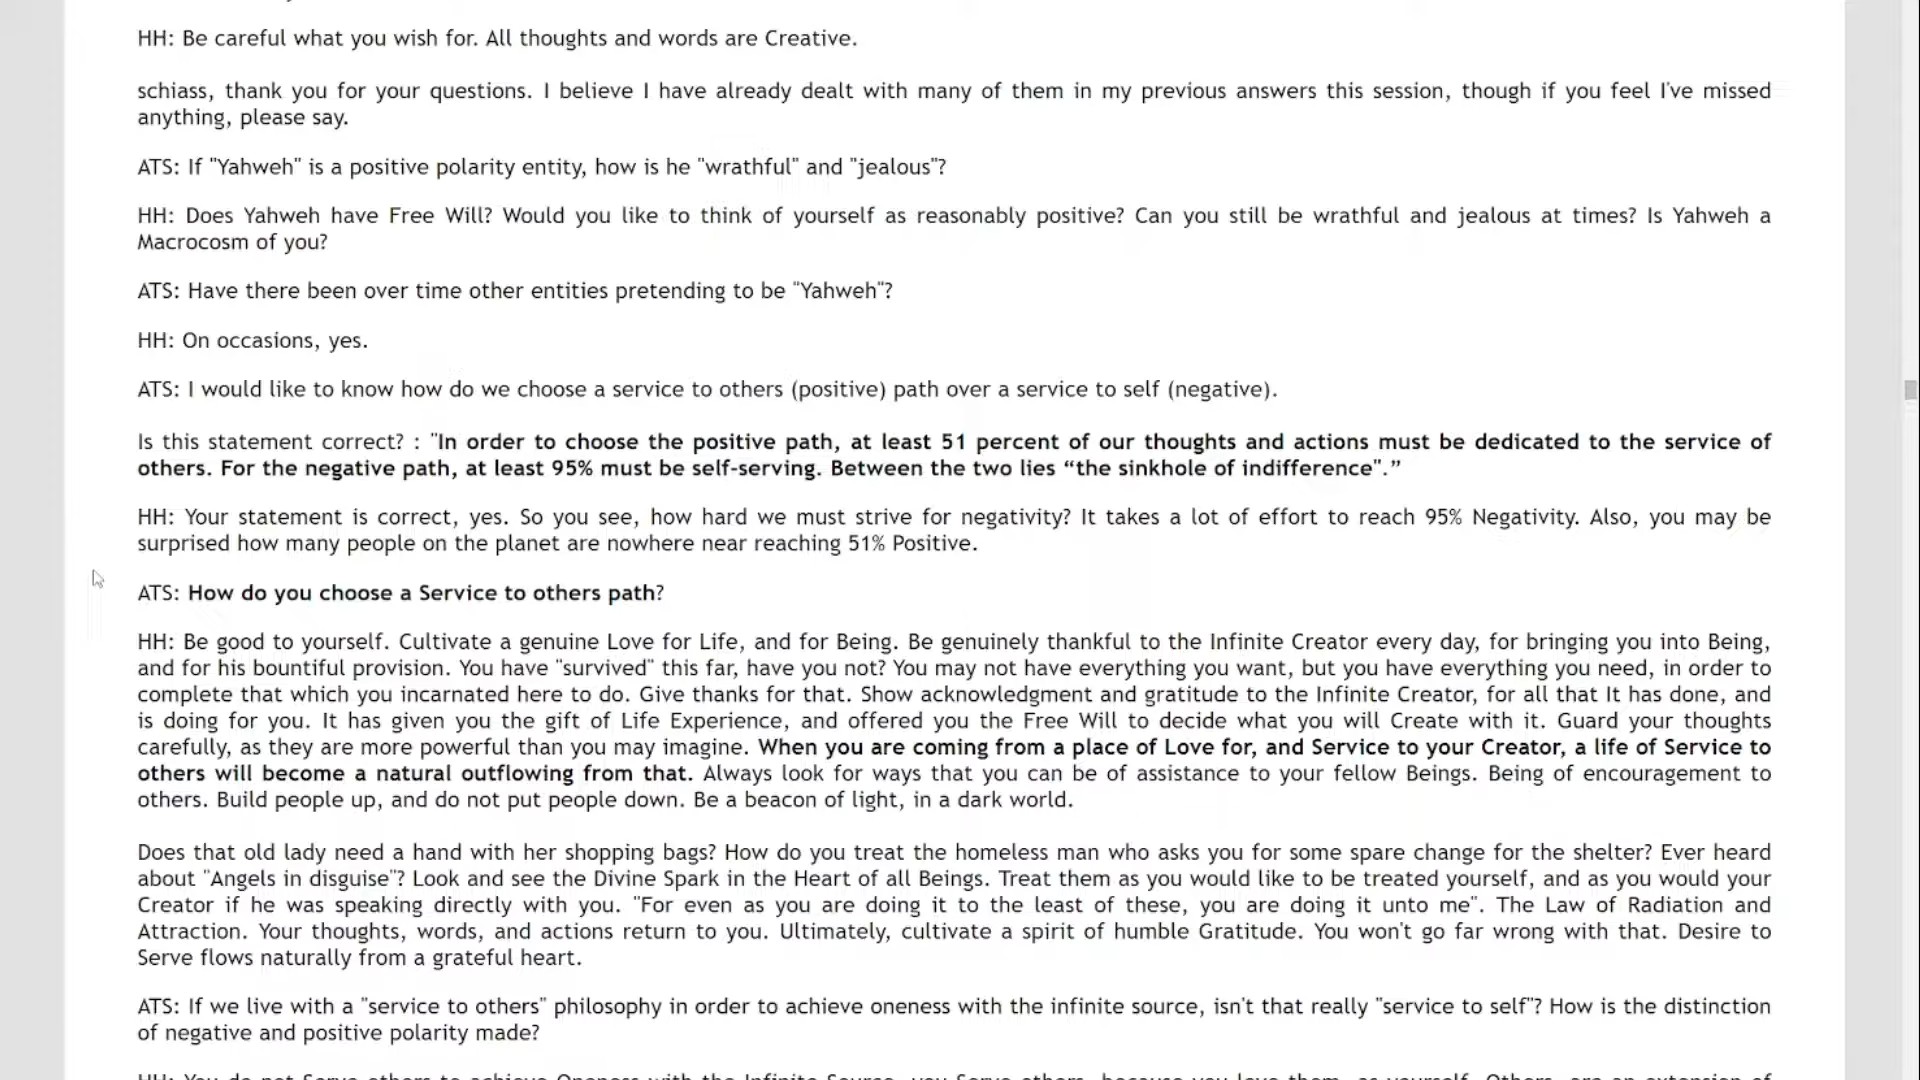 HH: Be careful what you wish for. All thoughts and words are Creative.
schiass, thank you for your questions. I believe I have already dealt with many of them in my previous answers this session, though if you feel I've missed
anything, please say.
ATS: If "Yahweh" is a positive polarity entity, how is he "wrathful" and "jealous"?
HH: Does Yahweh have Free Will? Would you like to think of yourself as reasonably positive? Can you still be wrathful and jealous at times? Is Yahweh a
Macrocosm of you?
ATS: Have there been over time other entities pretending to be "Yahweh"?
HH: On occasions, yes.
ATS: I would like to know how do we choose a service to others (positive) path over a service to self (negative).
Is this statement correct? : "In order to choose the positive path, at least 51 percent of our thoughts and actions must be dedicated to the service of
others. For the negative path, at least 95% must be self-serving. Between the two lies “the sinkhole of indifference".”
HH: Your statement is correct, yes. So you see, how hard we must strive for negativity? It takes a lot of effort to reach 95% Negativity. Also, you may be
surprised how many people on the planet are nowhere near reaching 51% Positive.
ATS: How do you choose a Service to others path?
HH: Be good to yourself. Cultivate a genuine Love for Life, and for Being. Be genuinely thankful to the Infinite Creator every day, for bringing you into Being,
and for his bountiful provision. You have "survived" this far, have you not? You may not have everything you want, but you have everything you need, in order to
complete that which you incarnated here to do. Give thanks for that. Show acknowledgment and gratitude to the Infinite Creator, for all that It has done, and
is doing for you. It has given you the gift of Life Experience, and offered you the Free Will to decide what you will Create with it. Guard your thoughts
carefully, as they are more powerful than you may imagine. When you are coming from a place of Love for, and Service to your Creator, a life of Service to
others will become a natural outflowing from that. Always look for ways that you can be of assistance to your fellow Beings. Being of encouragement to
others. Build people up, and do not put people down. Be a beacon of light, in a dark world.
Does that old lady need a hand with her shopping bags? How do you treat the homeless man who asks you for some spare change for the shelter? Ever heard
about "Angels in disguise"? Look and see the Divine Spark in the Heart of all Beings. Treat them as you would like to be treated yourself, and as you would your
Creator if he was speaking directly with you. "For even as you are doing it to the least of these, you are doing it unto me". The Law of Radiation and
Attraction. Your thoughts, words, and actions return to you. Ultimately, cultivate a spirit of humble Gratitude. You won't go far wrong with that. Desire to
Serve flows naturally from a grateful heart.
ATS: If we live with a "service to others" philosophy in order to achieve oneness with the infinite source, isn't that really "service to self"? How is the distinction
of negative and positive polarity made?
HH: You do not Serve others to achieve Oneness with the Infinite Source, you Serve others, because you love them, as yourself. Others, are an extension of